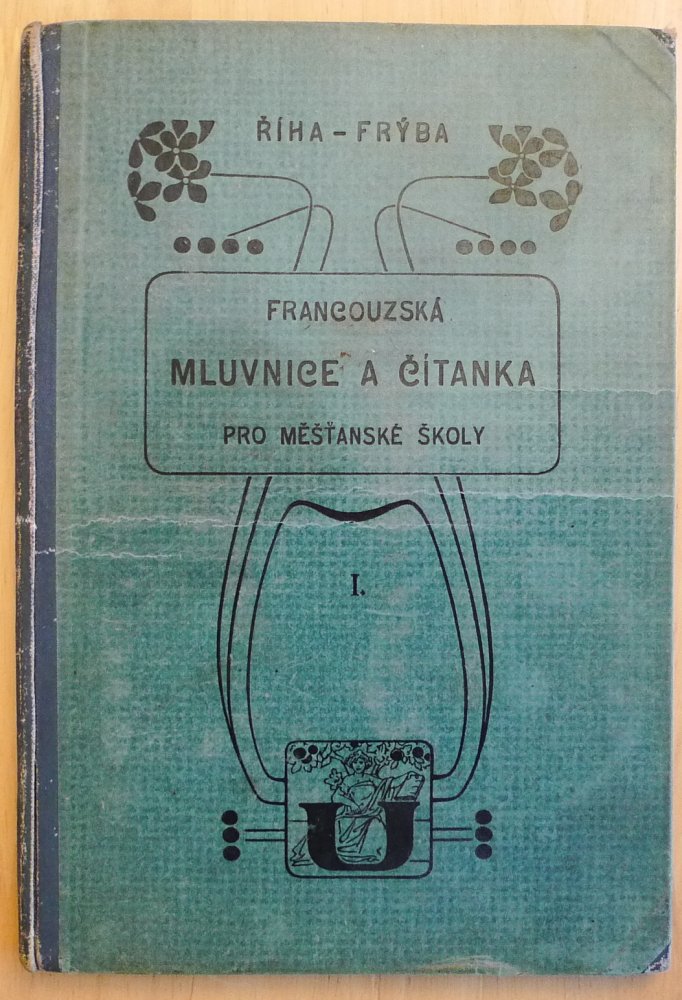 ŘÍHA – FRÝBA
FRANCOUZSKÁ
MLUVNICE A ČÍTANKA
PRO MĚŠŤANSKÉ ŠKOLY
I.
U